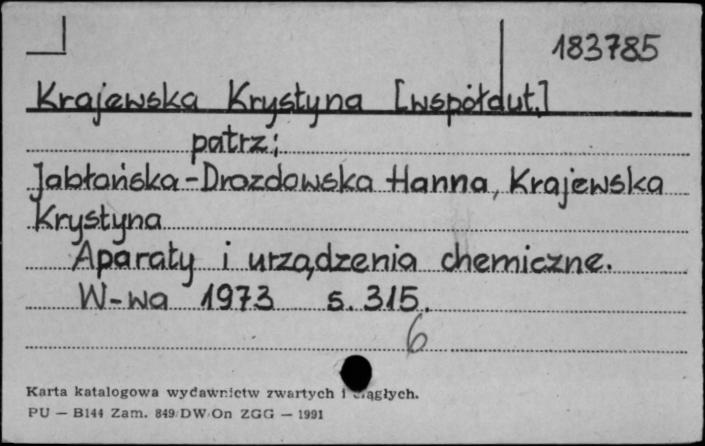 183785
Krajewska Krystyna [współaut.]
patrz;
Jabłońska-Drozdowska Hanna, Krajewska
Krystyna
Aparaty i urządzenia chemiczne.
W-wa 1973 s. 315.
6
Karta katalogowa wydawnictw zwartych i ciągłych.
PU — B144 Zam. 849/DW/On ZGG — 1991